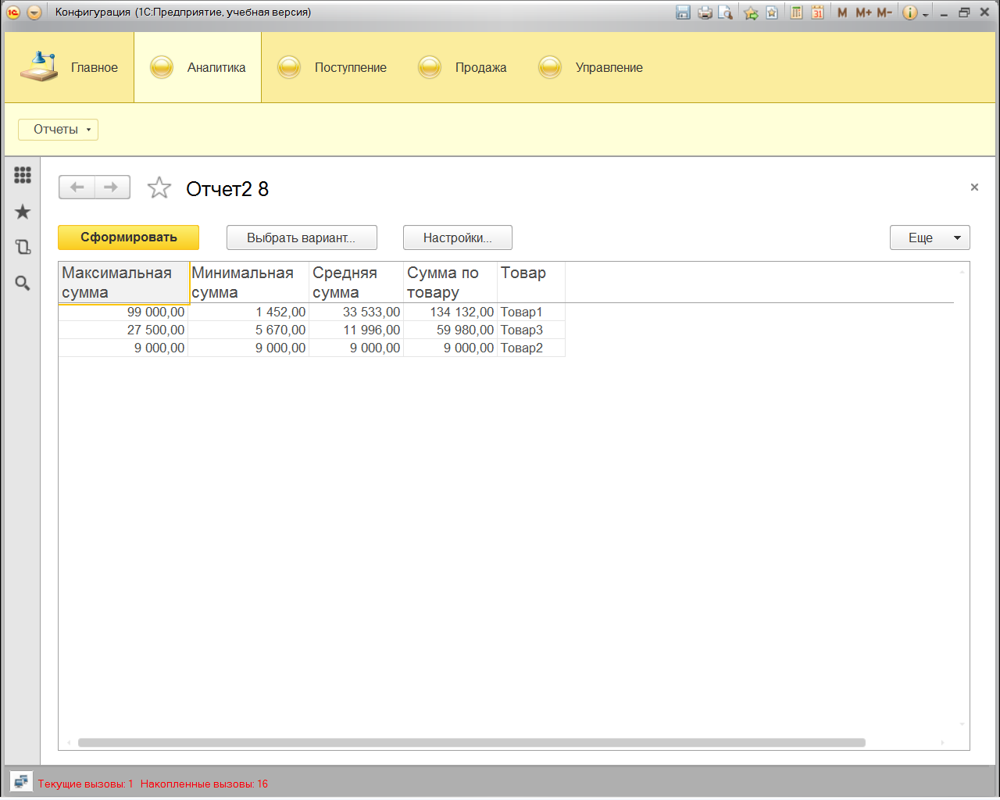 Конфигурация (1С:Предприятие, учебная версия)
31 M M+ M-
Главное Аналитика Поступление Продажа Управление
Отчеты
Отчет2 8
Сформировать Выбрать вариант... Настройки... Еще
Максимальная сумма Минимальная сумма Средняя сумма Сумма по товару Товар
99 000,00 1 452,00 33 533,00 134 132,00 Товар1
27 500,00 5 670,00 11 996,00 59 980,00 Товар3
9 000,00 9 000,00 9 000,00 9 000,00 Товар2
Текущие вызовы: 1 Накопленные вызовы: 16